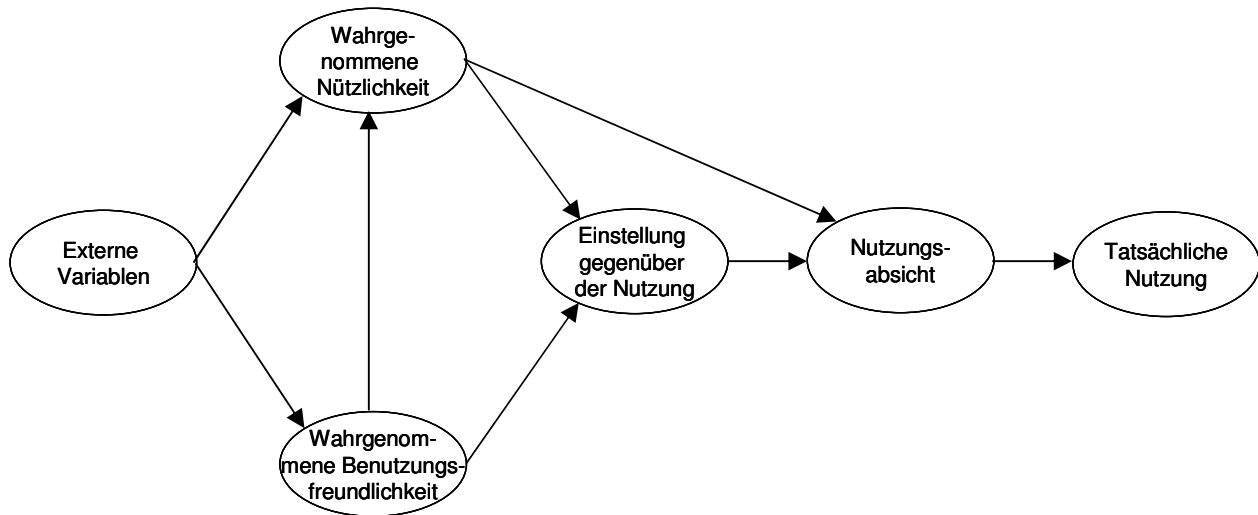 Wahrge-
nommene
Nützlichkeit
Externe
Variablen
Einstellung
gegenüber
der Nutzung
Nutzungs-
absicht
Tatsächliche
Nutzung
Wahrgenom-
mene Benutzungs-
freundlichkeit